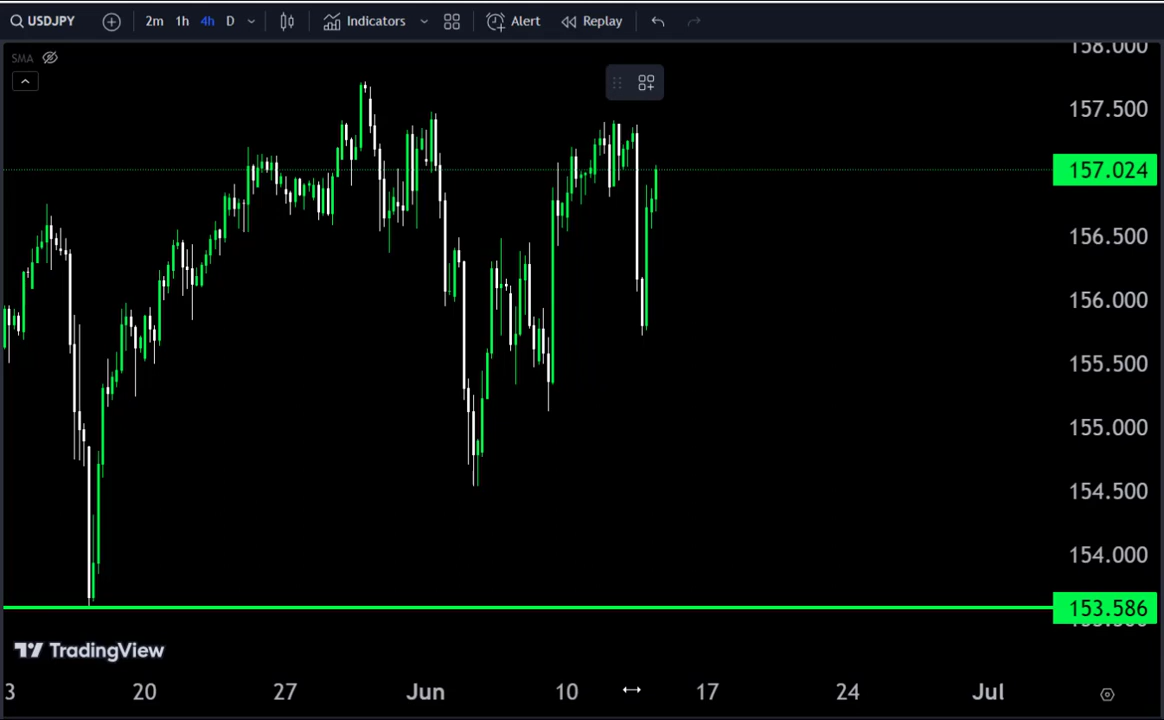 USDJPY 2m 1h 4h D Indicators Alert Replay
SMA
158.000
157.500
157.024
156.500
156.000
155.500
155.000
154.500
154.000
153.586
TradingView
3 20 27 Jun 10 17 24 Jul